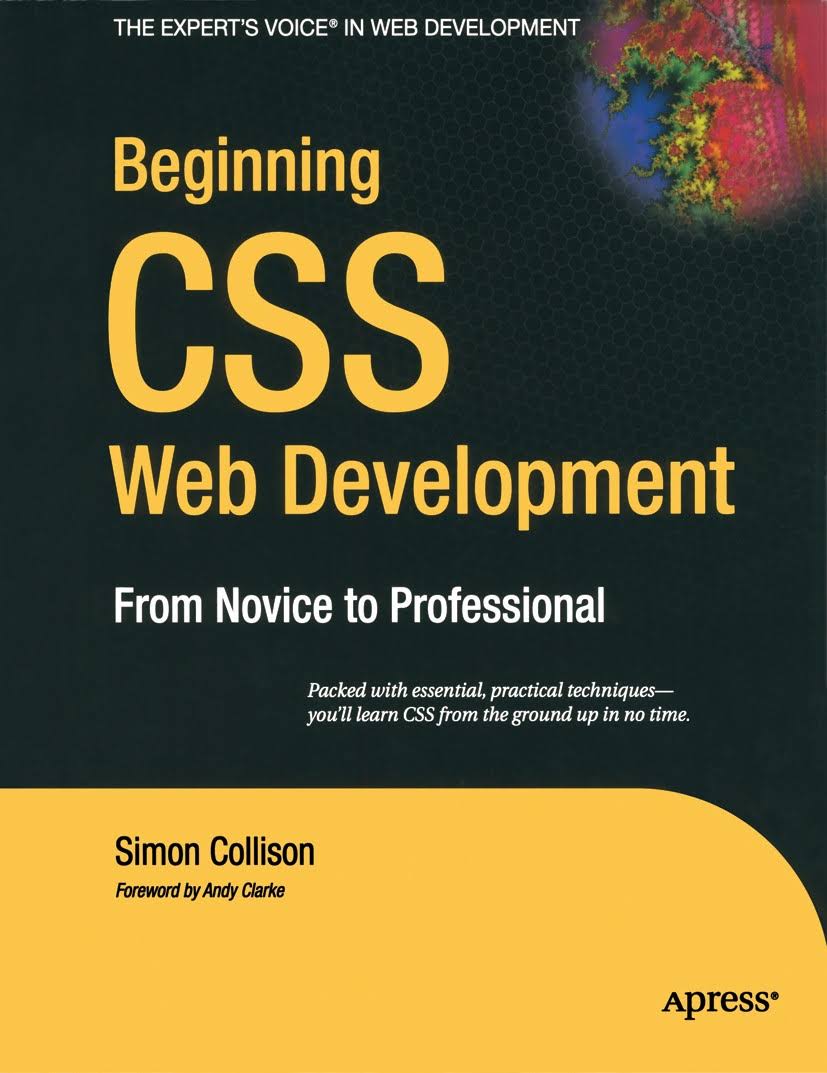 THE EXPERT'S VOICE® IN WEB DEVELOPMENT
Beginning
CSS
Web Development
From Novice to Professional
Packed with essential, practical techniques—
you'll learn CSS from the ground up in no time.
Simon Collison
Foreword by Andy Clarke
Apress®